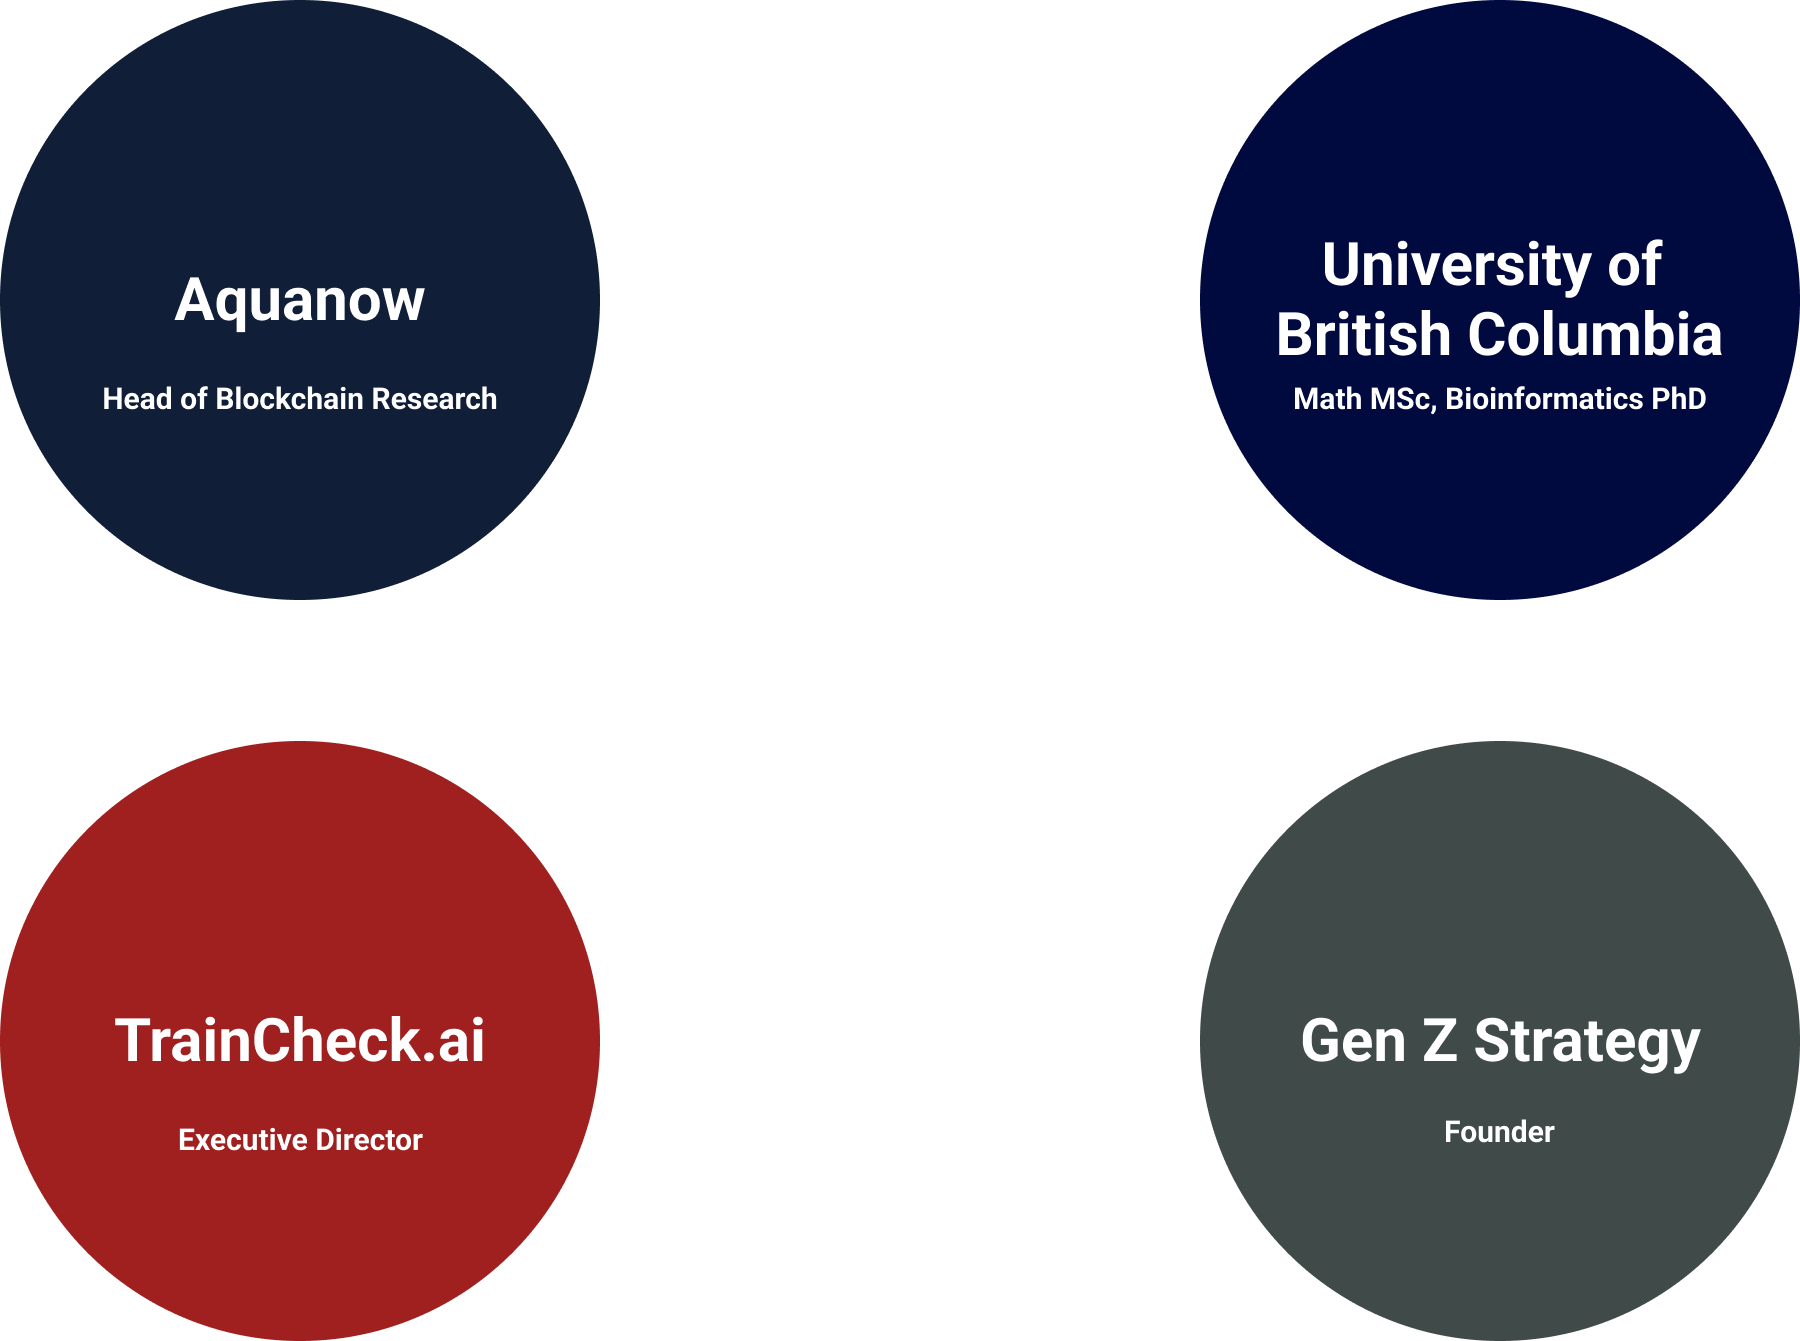 Aquanow
Head of Blockchain Research
University of
British Columbia
Math MSc, Bioinformatics PhD
TrainCheck.ai
Executive Director
Gen Z Strategy
Founder